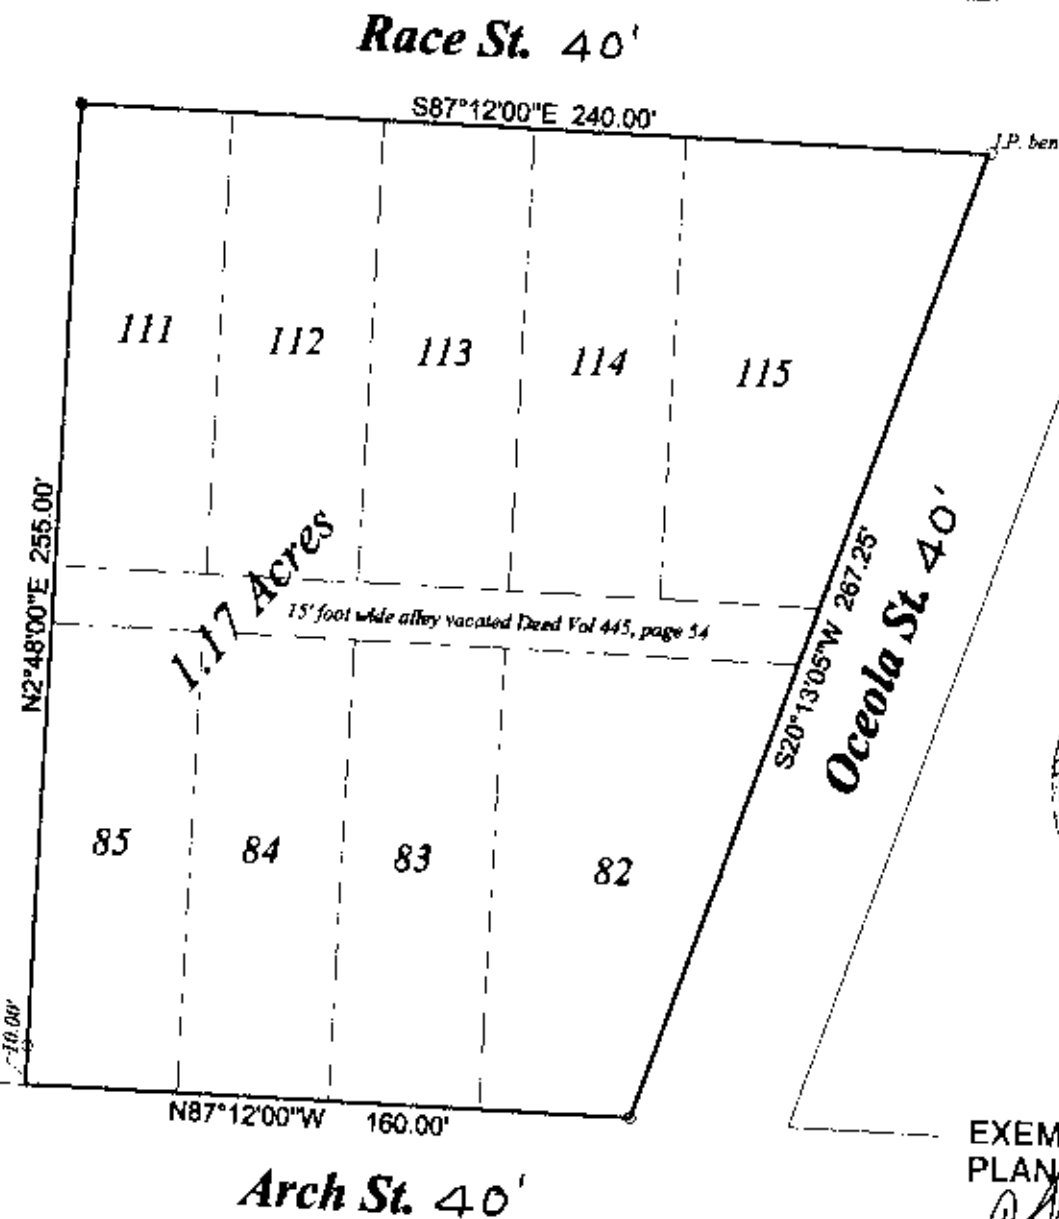 Race St. 40'
S87°12'00"E 240.00'
I.P. ben
111
112
113
114
115
N2°48'00"E 255.00'
1.17 Acres
15' foot wide alley vacated Deed Vol 445, page 54
S20°13'05"W 267.25'
Oceola St. 40'
85
84
83
82
10.00'
N87°12'00"W 160.00'
EXEM
PLAN
Arch St. 40'